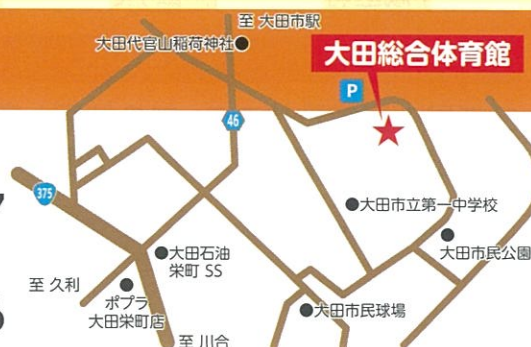 至 大田市駅
大田代官山稲荷神社
大田総合体育館
P
46
375
大田市立第一中学校
大田市民公園
大田石油
栄町 SS
至 久利
ポプラ
大田栄町店
大田市民球場
至 川合